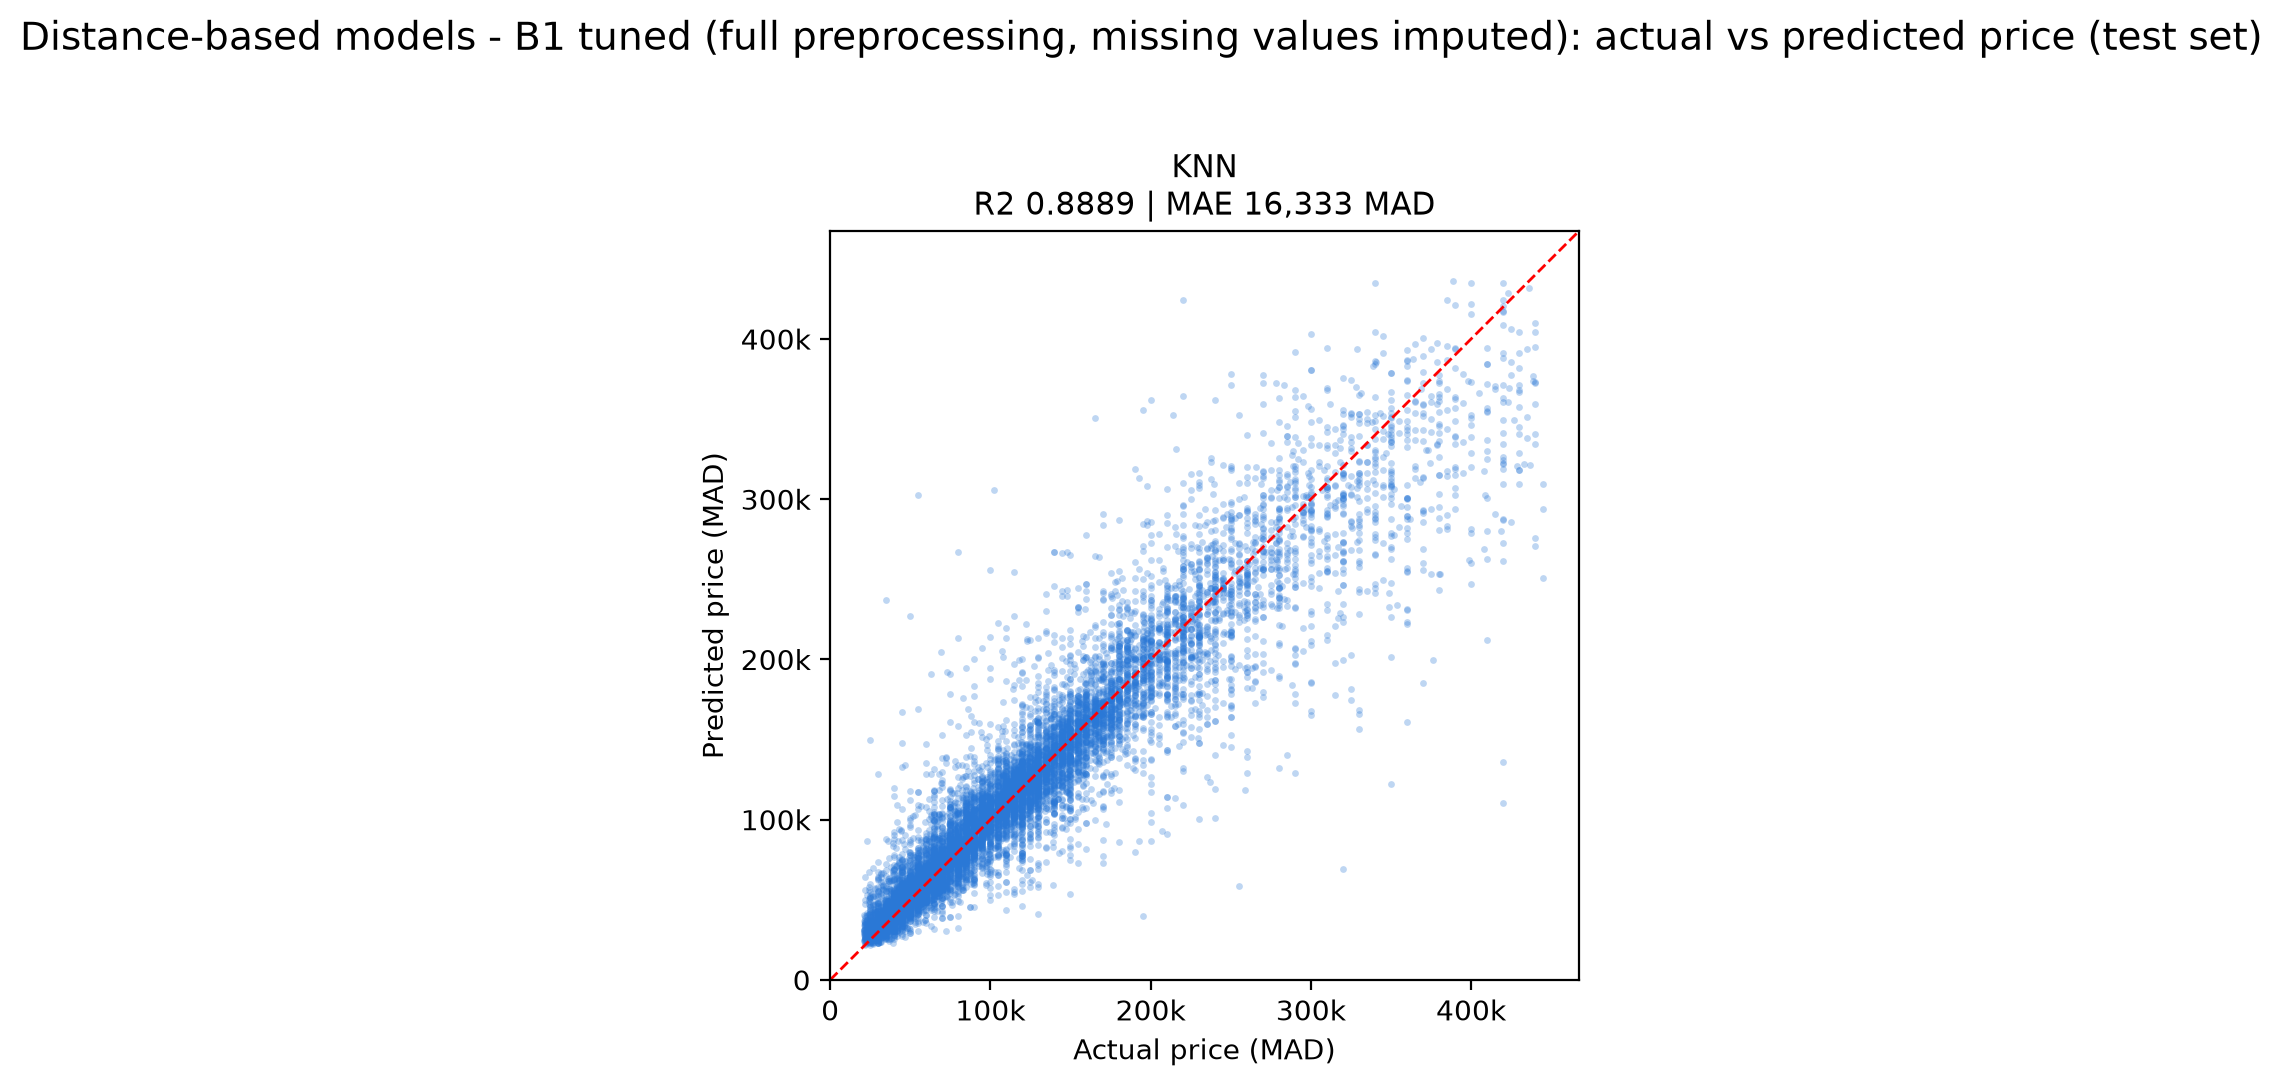 Distance-based models - B1 tuned (full preprocessing, missing values imputed): actual vs predicted price (test set)
KNN
R2 0.8889 | MAE 16,333 MAD
400k
300k
200k
100k
0
Predicted price (MAD)
0 100k 200k 300k 400k
Actual price (MAD)